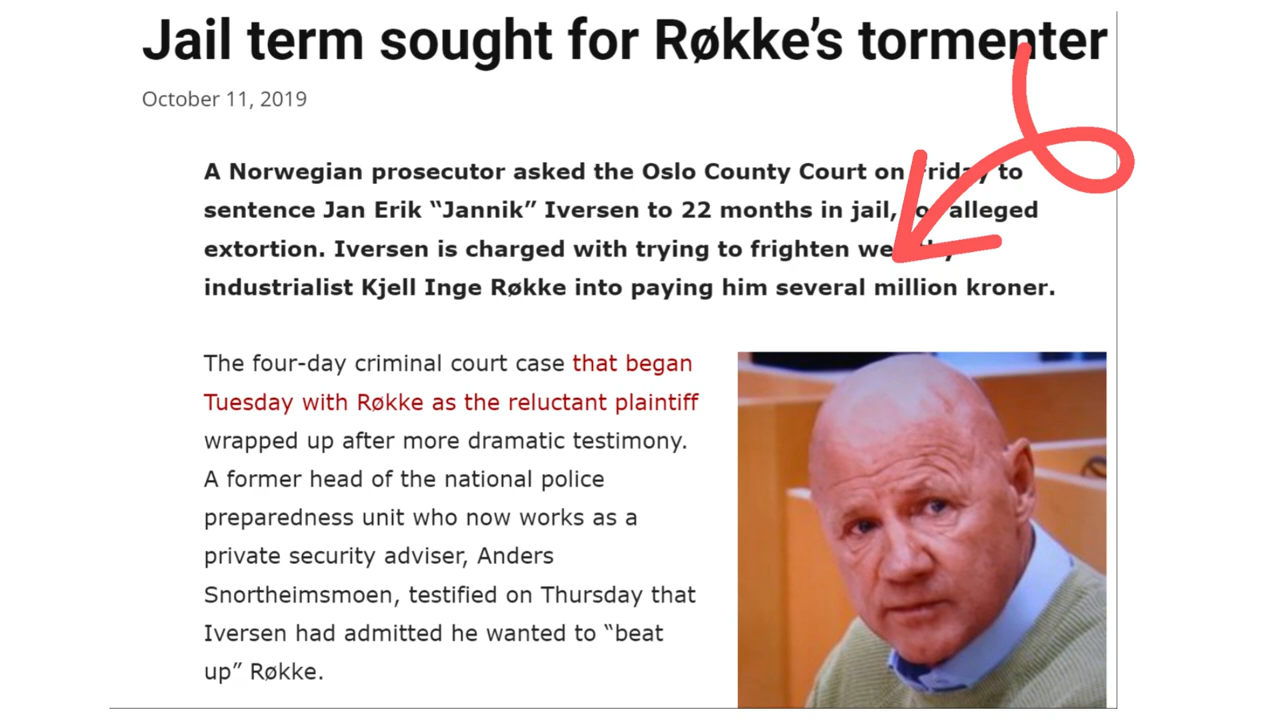 Jail term sought for Røkke’s tormenter
October 11, 2019
A Norwegian prosecutor asked the Oslo County Court on Friday to
sentence Jan Erik “Jannik” Iversen to 22 months in jail, for alleged
extortion. Iversen is charged with trying to frighten wealthy
industrialist Kjell Inge Røkke into paying him several million kroner.
The four-day criminal court case that began
Tuesday with Røkke as the reluctant plaintiff
wrapped up after more dramatic testimony.
A former head of the national police
preparedness unit who now works as a
private security adviser, Anders
Snortheimsmoen, testified on Thursday that
Iversen had admitted he wanted to “beat
up” Røkke.